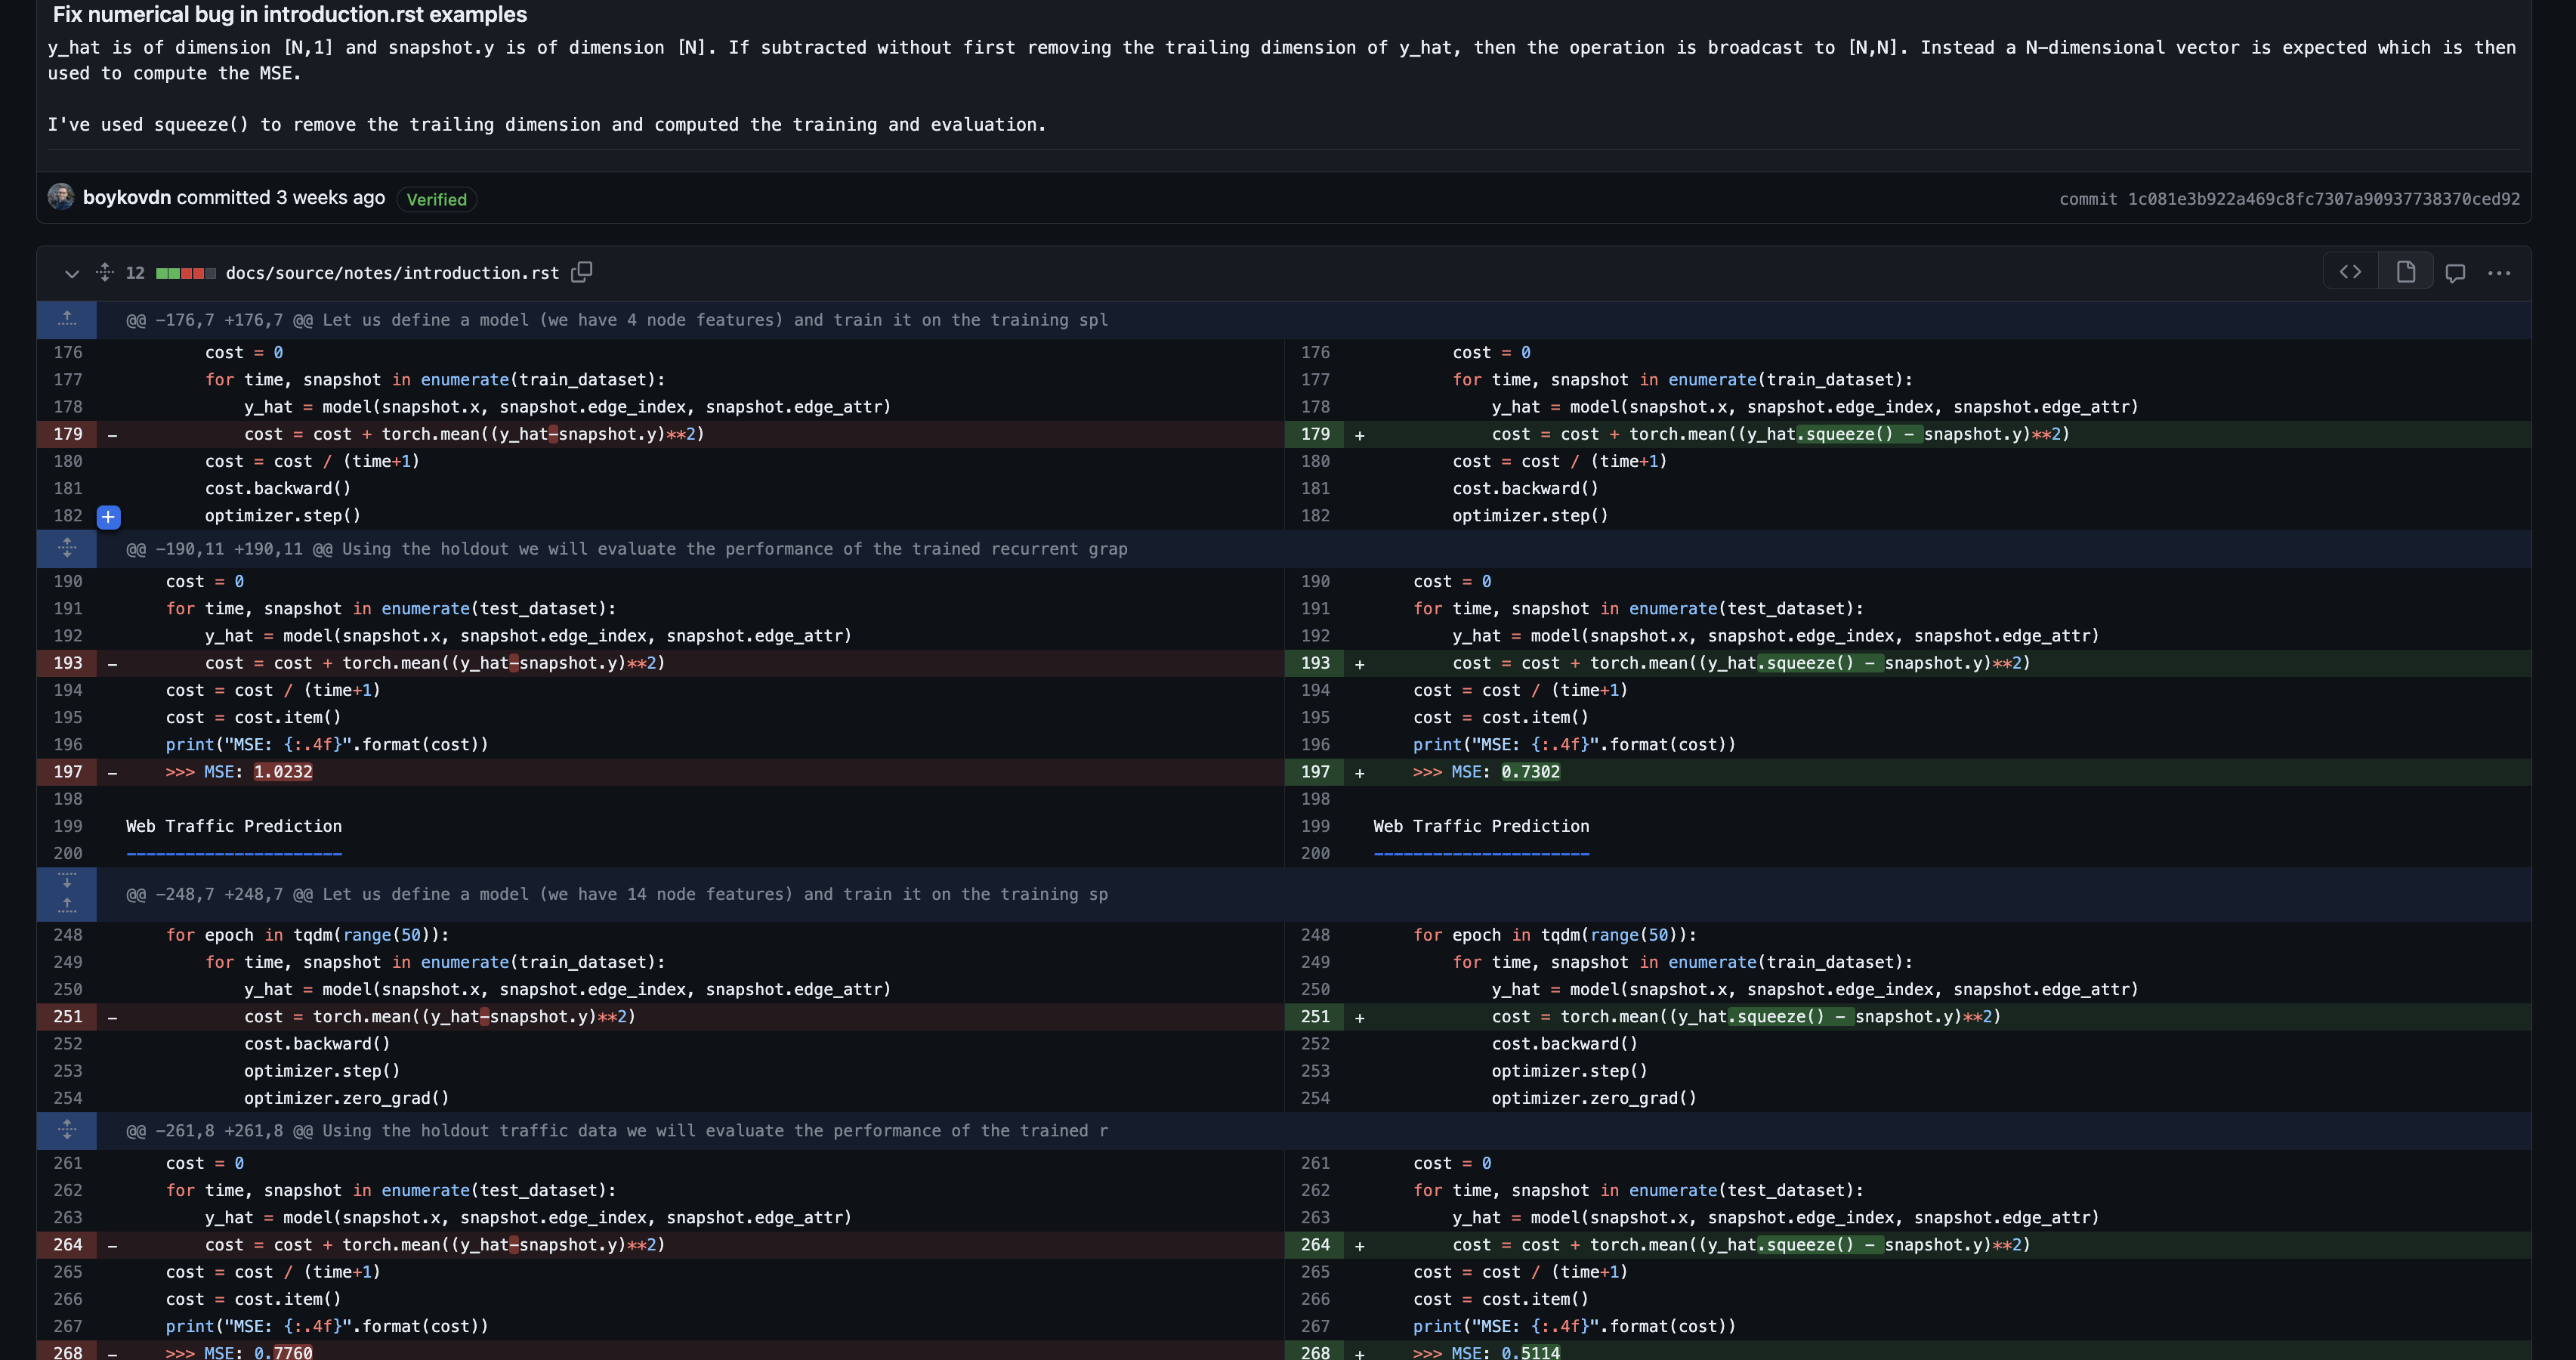 Fix numerical bug in introduction.rst examples
y_hat is of dimension [N,1] and snapshot.y is of dimension [N]. If subtracted without first removing the trailing dimension of y_hat, then the operation is broadcast to [N,N]. Instead a N-dimensional vector is expected which is then
used to compute the MSE.
I've used squeeze() to remove the trailing dimension and computed the training and evaluation.
boykovdn committed 3 weeks ago Verified commit 1c081e3b922a469c8fc7307a90937738370ced92
12 docs/source/notes/introduction.rst
@@ -176,7 +176,7 @@ Let us define a model (we have 4 node features) and train it on the training spl
176 cost = 0 176 cost = 0
177 for time, snapshot in enumerate(train_dataset): 177 for time, snapshot in enumerate(train_dataset):
178 y_hat = model(snapshot.x, snapshot.edge_index, snapshot.edge_attr) 178 y_hat = model(snapshot.x, snapshot.edge_index, snapshot.edge_attr)
179 - cost = cost + torch.mean((y_hat-snapshot.y)**2) 179 + cost = cost + torch.mean((y_hat.squeeze() - snapshot.y)**2)
180 cost = cost / (time+1) 180 cost = cost / (time+1)
181 cost.backward() 181 cost.backward()
182 + optimizer.step() 182 optimizer.step()
@@ -190,11 +190,11 @@ Using the holdout we will evaluate the performance of the trained recurrent grap
190 cost = 0 190 cost = 0
191 for time, snapshot in enumerate(test_dataset): 191 for time, snapshot in enumerate(test_dataset):
192 y_hat = model(snapshot.x, snapshot.edge_index, snapshot.edge_attr) 192 y_hat = model(snapshot.x, snapshot.edge_index, snapshot.edge_attr)
193 - cost = cost + torch.mean((y_hat-snapshot.y)**2) 193 + cost = cost + torch.mean((y_hat.squeeze() - snapshot.y)**2)
194 cost = cost / (time+1) 194 cost = cost / (time+1)
195 cost = cost.item() 195 cost = cost.item()
196 print("MSE: {:.4f}".format(cost)) 196 print("MSE: {:.4f}".format(cost))
197 - >>> MSE: 1.0232 197 + >>> MSE: 0.7302
198 198
199 Web Traffic Prediction 199 Web Traffic Prediction
200 ---------------------- 200 ----------------------
@@ -248,7 +248,7 @@ Let us define a model (we have 14 node features) and train it on the training sp
248 for epoch in tqdm(range(50)): 248 for epoch in tqdm(range(50)):
249 for time, snapshot in enumerate(train_dataset): 249 for time, snapshot in enumerate(train_dataset):
250 y_hat = model(snapshot.x, snapshot.edge_index, snapshot.edge_attr) 250 y_hat = model(snapshot.x, snapshot.edge_index, snapshot.edge_attr)
251 - cost = torch.mean((y_hat-snapshot.y)**2) 251 + cost = torch.mean((y_hat.squeeze() - snapshot.y)**2)
252 cost.backward() 252 cost.backward()
253 optimizer.step() 253 optimizer.step()
254 optimizer.zero_grad() 254 optimizer.zero_grad()
@@ -261,8 +261,8 @@ Using the holdout traffic data we will evaluate the performance of the trained r
261 cost = 0 261 cost = 0
262 for time, snapshot in enumerate(test_dataset): 262 for time, snapshot in enumerate(test_dataset):
263 y_hat = model(snapshot.x, snapshot.edge_index, snapshot.edge_attr) 263 y_hat = model(snapshot.x, snapshot.edge_index, snapshot.edge_attr)
264 - cost = cost + torch.mean((y_hat-snapshot.y)**2) 264 + cost = cost + torch.mean((y_hat.squeeze() - snapshot.y)**2)
265 cost = cost / (time+1) 265 cost = cost / (time+1)
266 cost = cost.item() 266 cost = cost.item()
267 print("MSE: {:.4f}".format(cost)) 267 print("MSE: {:.4f}".format(cost))
268 - >>> MSE: 0.7760 268 + >>> MSE: 0.5114